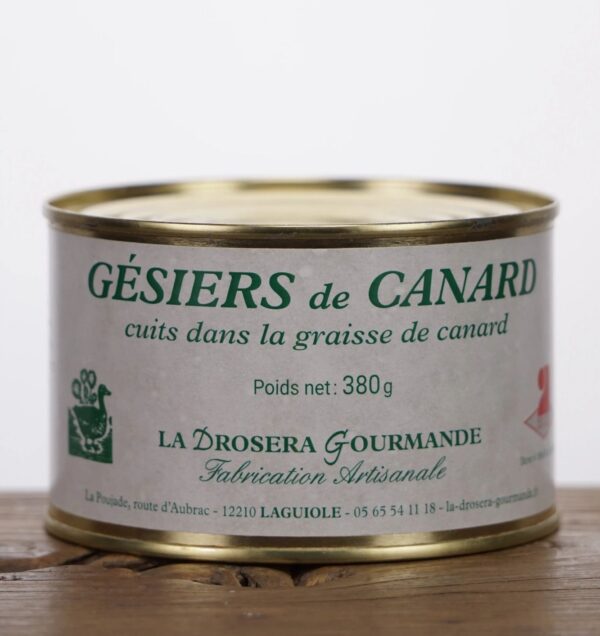 GÉSIERS de CANARD
cuits dans la graisse de canard
Poids net : 380g
LA DROSERA GOURMANDE
Fabrication Artisanale
La Poujade, route d'Aubrac - 12210 LAGUIOLE - 05 65 54 11 18 - la-drosera-gourmande.fr